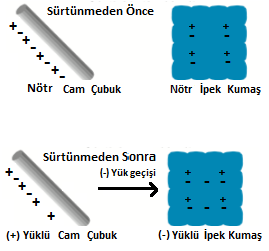 Sürtünmeden Önce
Nötr Cam Çubuk
Nötr İpek Kumaş
Sürtünmeden Sonra
(-) Yük geçişi
(+) Yüklü Cam Çubuk
(-) Yüklü İpek Kumaş